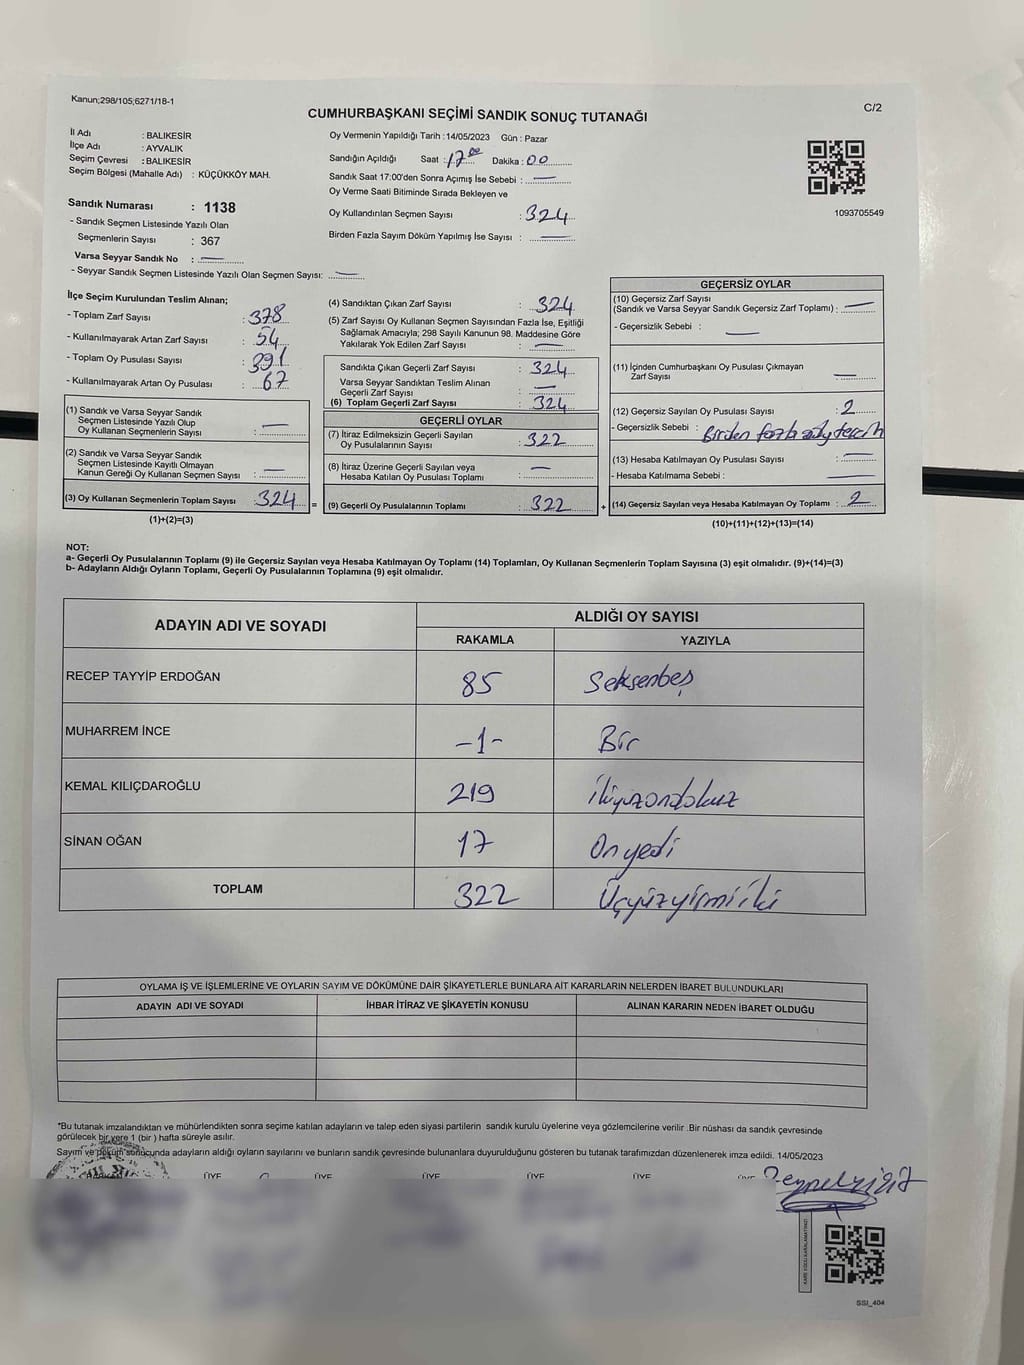 Kanun;298/105;6271/18-1
C/2
CUMHURBAŞKANI SEÇİMİ SANDIK SONUÇ TUTANAĞI
İl Adı : BALIKESİR
İlçe Adı : AYVALIK
Seçim Çevresi : BALIKESİR
Seçim Bölgesi (Mahalle Adı) : KÜÇÜKKÖY MAH.
Sandık Numarası : 1138
- Sandık Seçmen Listesinde Yazılı Olan
Seçmenlerin Sayısı : 367
Varsa Seyyar Sandık No : —
- Seyyar Sandık Seçmen Listesinde Yazılı Olan Seçmen Sayısı: —
Oy Vermenin Yapıldığı Tarih : 14/05/2023 Gün : Pazar
Sandığın Açıldığı Saat : 17 00 Dakika : 00
Sandık Saat 17:00'den Sonra Açımış İse Sebebi : —
Oy Verme Saati Bitiminde Sırada Bekleyen ve
Oy Kullandırılan Seçmen Sayısı : 324
Birden Fazla Sayım Döküm Yapılmış İse Sayısı : —
1093705549
İlçe Seçim Kurulundan Teslim Alınan;
- Toplam Zarf Sayısı : 378
- Kullanılmayarak Artan Zarf Sayısı : 54
- Toplam Oy Pusulası Sayısı : 391
- Kullanılmayarak Artan Oy Pusulası : 67
(1) Sandık ve Varsa Seyyar Sandık
Seçmen Listesinde Yazılı Olup
Oy Kullanan Seçmenlerin Sayısı : —
(2) Sandık ve Varsa Seyyar Sandık
Seçmen Listesinde Kayıtlı Olmayan
Kanun Gereği Oy Kullanan Seçmen Sayısı : —
(3) Oy Kullanan Seçmenlerin Toplam Sayısı : 324 =
(1)+(2)=(3)
(4) Sandıktan Çıkan Zarf Sayısı : 324
(5) Zarf Sayısı Oy Kullanan Seçmen Sayısından Fazla İse, Eşitliği
Sağlamak Amacıyla; 298 Sayılı Kanunun 98. Maddesine Göre
Yakılarak Yok Edilen Zarf Sayısı : —
Sandıkta Çıkan Geçerli Zarf Sayısı : 324
Varsa Seyyar Sandıktan Teslim Alınan
Geçerli Zarf Sayısı : —
(6) Toplam Geçerli Zarf Sayısı : 324
GEÇERLİ OYLAR
(7) İtiraz Edilmeksizin Geçerli Sayılan
Oy Pusulalarının Sayısı : 322
(8) İtiraz Üzerine Geçerli Sayılan veya
Hesaba Katılan Oy Pusulası Toplamı : —
(9) Geçerli Oy Pusulalarının Toplamı : 322 +
GEÇERSİZ OYLAR
(10) Geçersiz Zarf Sayısı
(Sandık ve Varsa Seyyar Sandık Geçersiz Zarf Toplamı) : —
- Geçersizlik Sebebi : —
(11) İçinden Cumhurbaşkanı Oy Pusulası Çıkmayan
Zarf Sayısı : —
(12) Geçersiz Sayılan Oy Pusulası Sayısı : 2
- Geçersizlik Sebebi : Birden fazla aday tercih
(13) Hesaba Katılmayan Oy Pusulası Sayısı : —
- Hesaba Katılmama Sebebi : —
(14) Geçersiz Sayılan veya Hesaba Katılmayan Oy Toplamı : 2
(10)+(11)+(12)+(13)=(14)
NOT:
a- Geçerli Oy Pusulalarının Toplamı (9) ile Geçersiz Sayılan veya Hesaba Katılmayan Oy Toplamı (14) Toplamları, Oy Kullanan Seçmenlerin Toplam Sayısına (3) eşit olmalıdır. (9)+(14)=(3)
b- Adayların Aldığı Oyların Toplamı, Geçerli Oy Pusulalarının Toplamına (9) eşit olmalıdır.
ADAYIN ADI VE SOYADI ALDIĞI OY SAYISI
RAKAMLA YAZIYLA
RECEP TAYYİP ERDOĞAN 85 Seksenbeş
MUHARREM İNCE -1- Bir
KEMAL KILIÇDAROĞLU 219 ikiyüzondokuz
SİNAN OĞAN 17 Onyedi
TOPLAM 322 Üçyüzyirmiiki
OYLAMA İŞ VE İŞLEMLERİNE VE OYLARIN SAYIM VE DÖKÜMÜNE DAİR ŞİKAYETLERLE BUNLARA AİT KARARLARIN NELERDEN İBARET BULUNDUKLARI
ADAYIN ADI VE SOYADI İHBAR İTİRAZ VE ŞİKAYETİN KONUSU ALINAN KARARIN NEDEN İBARET OLDUĞU
*Bu tutanak imzalandıktan ve mühürlendikten sonra seçime katılan adayların ve talep eden siyasi partilerin sandık kurulu üyelerine veya gözlemcilerine verilir .Bir nüshası da sandık çevresinde
görülecek bir yere 1 (bir ) hafta süreyle asılır.
Sayım ve döküm sonucunda adayların aldığı oyların sayılarını ve bunların sandık çevresinde bulunanlara duyurulduğunu gösteren bu tutanak tarafımızdan düzenlenerek imza edildi. 14/05/2023
BAŞKAN ÜYE ÜYE ÜYE ÜYE ÜYE ÜYE
SSI_404